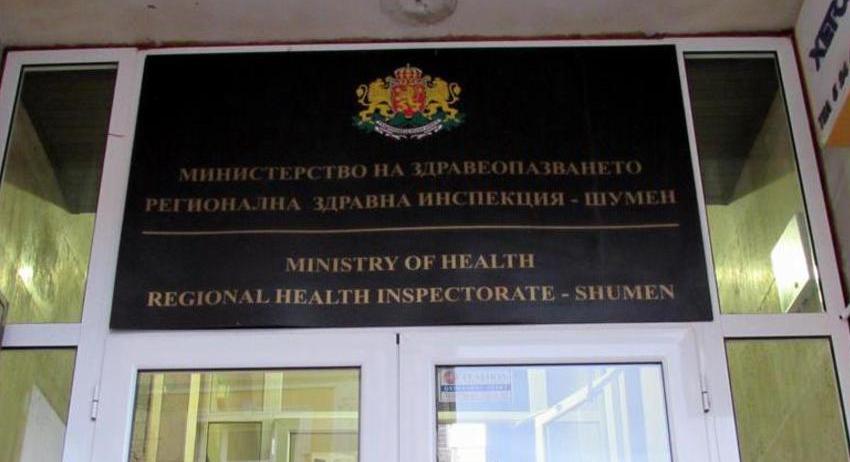 МИНИСТЕРСТВО НА ЗДРАВЕОПАЗВАНЕТО
РЕГИОНАЛНА ЗДРАВНА ИНСПЕКЦИЯ - ШУМЕН
MINISTRY OF HEALTH
REGIONAL HEALTH INSPECTORATE - SHUMEN